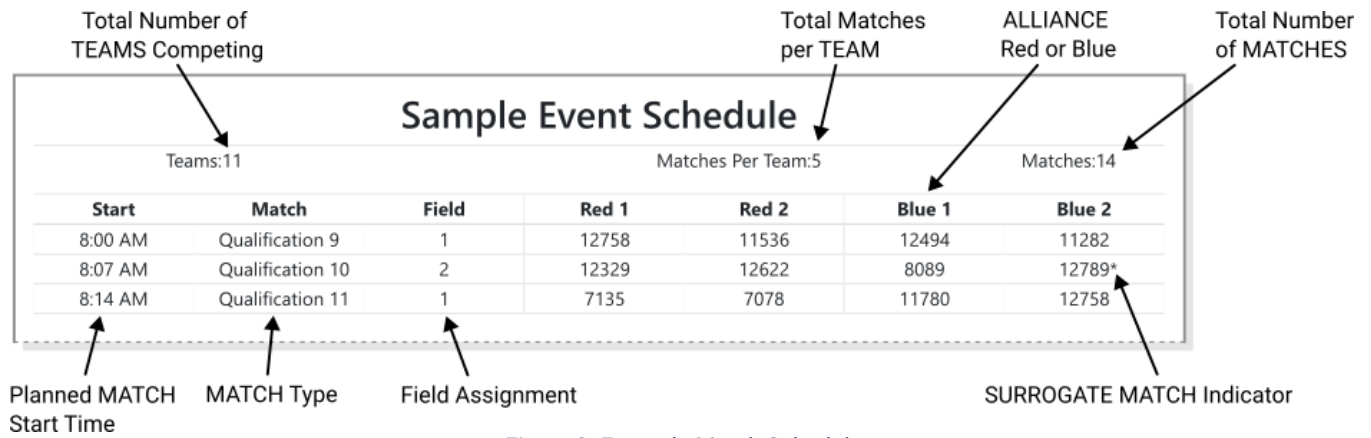 Total Number of
TEAMS Competing
Total Matches
per TEAM
ALLIANCE
Red or Blue
Total Number
of MATCHES
Sample Event Schedule
Teams:11 Matches Per Team:5 Matches:14
Start Match Field Red 1 Red 2 Blue 1 Blue 2
8:00 AM Qualification 9 1 12758 11536 12494 11282
8:07 AM Qualification 10 2 12329 12622 8089 12789*
8:14 AM Qualification 11 1 7135 7078 11780 12758
Planned MATCH
Start Time
MATCH Type
Field Assignment
SURROGATE MATCH Indicator